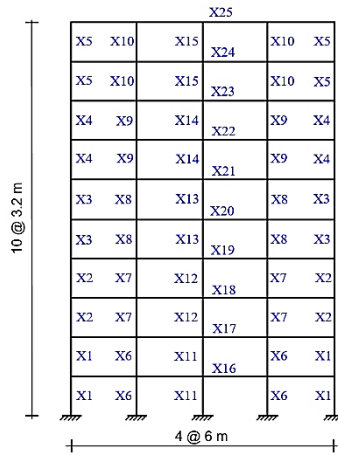 X25
X5 X10 X15 X10 X5
X24
X5 X10 X15 X10 X5
X23
X4 X9 X14 X9 X4
X22
X4 X9 X14 X9 X4
X21
X3 X8 X13 X8 X3
X20
X3 X8 X13 X8 X3
X19
X2 X7 X12 X7 X2
X18
X2 X7 X12 X7 X2
X17
X1 X6 X11 X6 X1
X16
X1 X6 X11 X6 X1
10 @ 3.2 m
4 @ 6 m